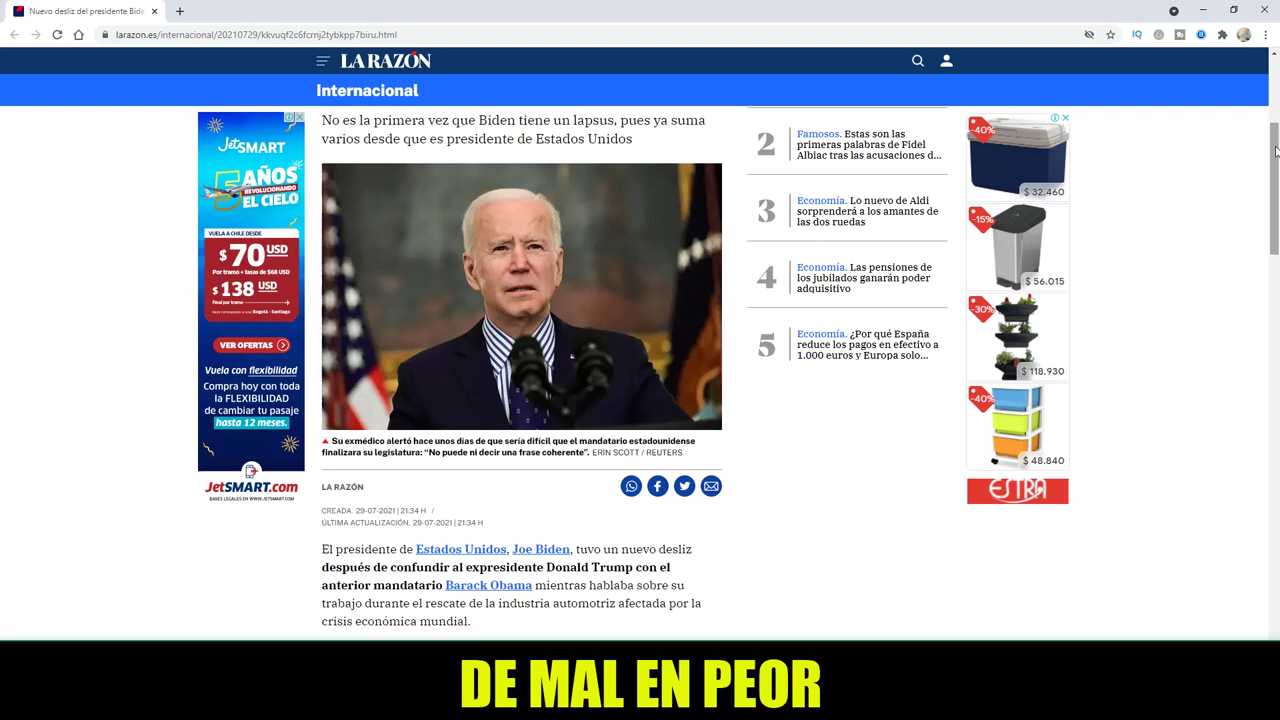 Nuevo desliz del presidente Bide
larazon.es/internacional/20210729/kkvuqf2c6fcrnj2tybkpp7biru.html
LA RAZÓN
Internacional
No es la primera vez que Biden tiene un lapsus, pues ya suma
varios desde que es presidente de Estados Unidos
Su exmédico alertó hace unos días de que sería difícil que el mandatario estadounidense
finalizara su legislatura: “No puede ni decir una frase coherente”. ERIN SCOTT / REUTERS
LA RAZÓN
CREADA. 29-07-2021 | 21:34 H /
ÚLTIMA ACTUALIZACIÓN. 29-07-2021 | 21:34 H
El presidente de Estados Unidos, Joe Biden, tuvo un nuevo desliz
después de confundir al expresidente Donald Trump con el
anterior mandatario Barack Obama mientras hablaba sobre su
trabajo durante el rescate de la industria automotriz afectada por la
crisis económica mundial.
2
Famosos. Estas son las
primeras palabras de Fidel
Albiac tras las acusaciones d...
3
Economía. Lo nuevo de Aldi
sorprenderá a los amantes de
las dos ruedas
4
Economía. Las pensiones de
los jubilados ganarán poder
adquisitivo
5
Economía. ¿Por qué España
reduce los pagos en efectivo a
1.000 euros y Europa solo...
JetSMART
5 AÑOS
REVOLUCIONANDO
EL CIELO
VUELA A CHILE DESDE
$70 USD
Por tramo + tasas de $68 USD
$138 USD
Final por tramo
Bogotá - Santiago
VER OFERTAS
Vuela con flexibilidad
Compra hoy con toda
la FLEXIBILIDAD
de cambiar tu pasaje
hasta 12 meses.
JetSMART.com
BASES LEGALES EN WWW.JETSMART.COM
-40%
$ 32.460
-15%
$ 56.015
-30%
$ 118.930
-40%
$ 48.840
ESTRA
DE MAL EN PEOR